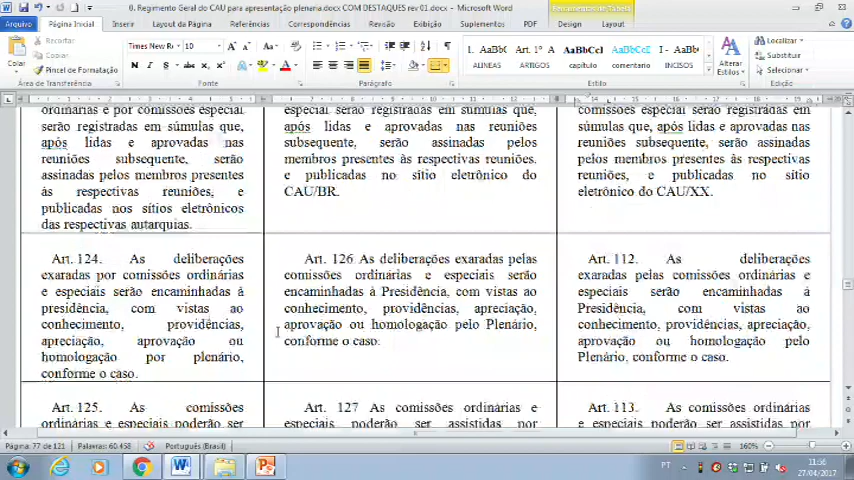 6. Regimento Geral do CAU para apresentação plenaria.docx COM DESTAQUES rev 01.docx - Microsoft Word
Arquivo Página Inicial Inserir Layout da Página Referências Correspondências Revisão Exibição Suplementos PDF Design Layout
Recortar
Copiar
Pincel de Formatação
Colar
Área de Transferência
Times New Ro 10
N I S
Fonte
Parágrafo
1. AaBb( Art. 1° A AaBbCcI AaBbC( I - AaBb(
ALINEAS ARTIGOS capítulo comentario INCISOS
Alterar
Estilos
Estilo
Localizar
Substituir
Selecionar
Edição
ordinárias e por comissões especial
serão registradas em súmulas que,
após lidas e aprovadas nas
reuniões subsequente, serão
assinadas pelos membros presentes
às respectivas reuniões, e
publicadas nos sítios eletrônicos
das respectivas autarquias.
especial serão registradas em súmulas que,
após lidas e aprovadas nas reuniões
subsequente, serão assinadas pelos
membros presentes às respectivas reuniões.
e publicadas no sítio eletrônico do
CAU/BR.
comissões especial serão registradas em
súmulas que, após lidas e aprovadas nas
reuniões subsequente, serão assinadas
pelos membros presentes às respectivas
reuniões, e publicadas no sítio
eletrônico do CAU/XX.
Art. 124. As deliberações
exaradas por comissões ordinárias
e especiais serão encaminhadas à
presidência, com vistas ao
conhecimento, providências,
apreciação, aprovação ou
homologação por plenário,
conforme o caso.
Art. 126 As deliberações exaradas pelas
comissões ordinárias e especiais serão
encaminhadas à Presidência, com vistas ao
conhecimento, providências, apreciação,
aprovação ou homologação pelo Plenário,
conforme o caso.
Art. 112. As deliberações
exaradas pelas comissões ordinárias e
especiais serão encaminhadas à
Presidência, com vistas ao
conhecimento, providências, apreciação,
aprovação ou homologação pelo
Plenário, conforme o caso.
Art. 125. As comissões
ordinárias e especiais poderão ser
Art. 127 As comissões ordinárias e
especiais poderão ser assistidas por
Art. 113. As comissões ordinárias
e especiais poderão ser assistidas por
Página: 77 de 121 Palavras: 60.458 Português (Brasil) 160%
PT 11:56
27/04/2017